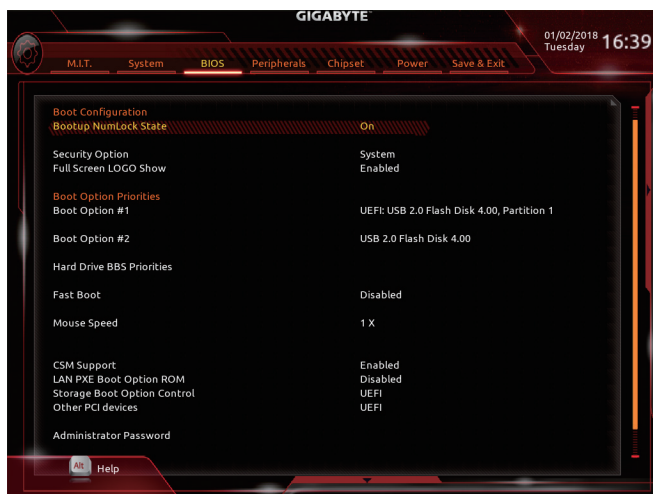 GIGABYTE
01/02/2018
Tuesday
16:39
M.I.T. System BIOS Peripherals Chipset Power Save & Exit
Boot Configuration
Bootup NumLock State On
Security Option System
Full Screen LOGO Show Enabled
Boot Option Priorities
Boot Option #1 UEFI: USB 2.0 Flash Disk 4.00, Partition 1
Boot Option #2 USB 2.0 Flash Disk 4.00
Hard Drive BBS Priorities
Fast Boot Disabled
Mouse Speed 1 X
CSM Support Enabled
LAN PXE Boot Option ROM Disabled
Storage Boot Option Control UEFI
Other PCI devices UEFI
Administrator Password
Alt Help